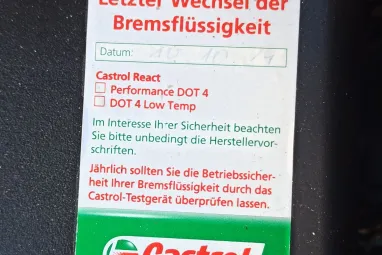 Letzter Wechsel der
Bremsflüssigkeit
Datum:
Castrol React
Performance DOT 4
DOT 4 Low Temp
Im Interesse Ihrer Sicherheit beachten
Sie bitte unbedingt die Herstellervor-
schriften.
Jährlich sollten Sie die Betriebssicher-
heit Ihrer Bremsflüssigkeit durch das
Castrol-Testgerät überprüfen lassen.
Castrol